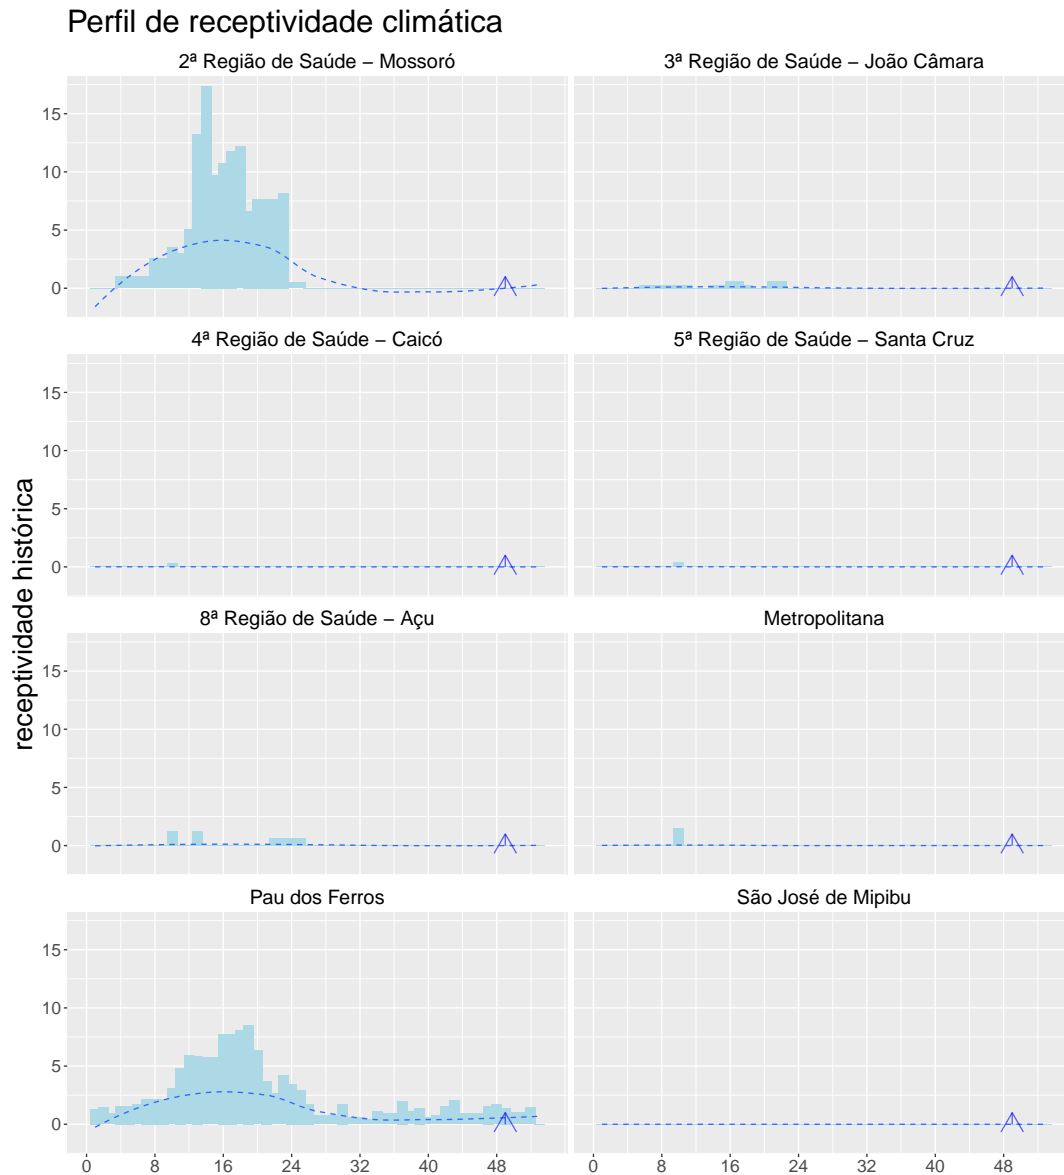 Perfil de receptividade climática
2ª Região de Saúde – Mossoró
3ª Região de Saúde – João Câmara
15
10
5
0
4ª Região de Saúde – Caicó
5ª Região de Saúde – Santa Cruz
15
10
5
0
receptividade histórica
8ª Região de Saúde – Açu
Metropolitana
15
10
5
0
Pau dos Ferros
São José de Mipibu
15
10
5
0
0 8 16 24 32 40 48
0 8 16 24 32 40 48